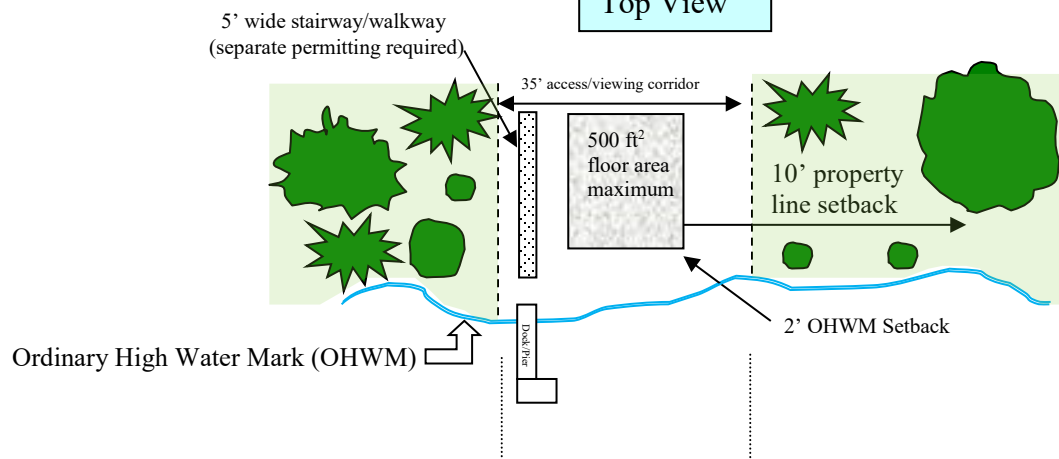 Top View
5’ wide stairway/walkway
(separate permitting required)
35’ access/viewing corridor
500 ft²
floor area
maximum
10’ property
line setback
2’ OHWM Setback
Dock/Pier
Ordinary High Water Mark (OHWM)